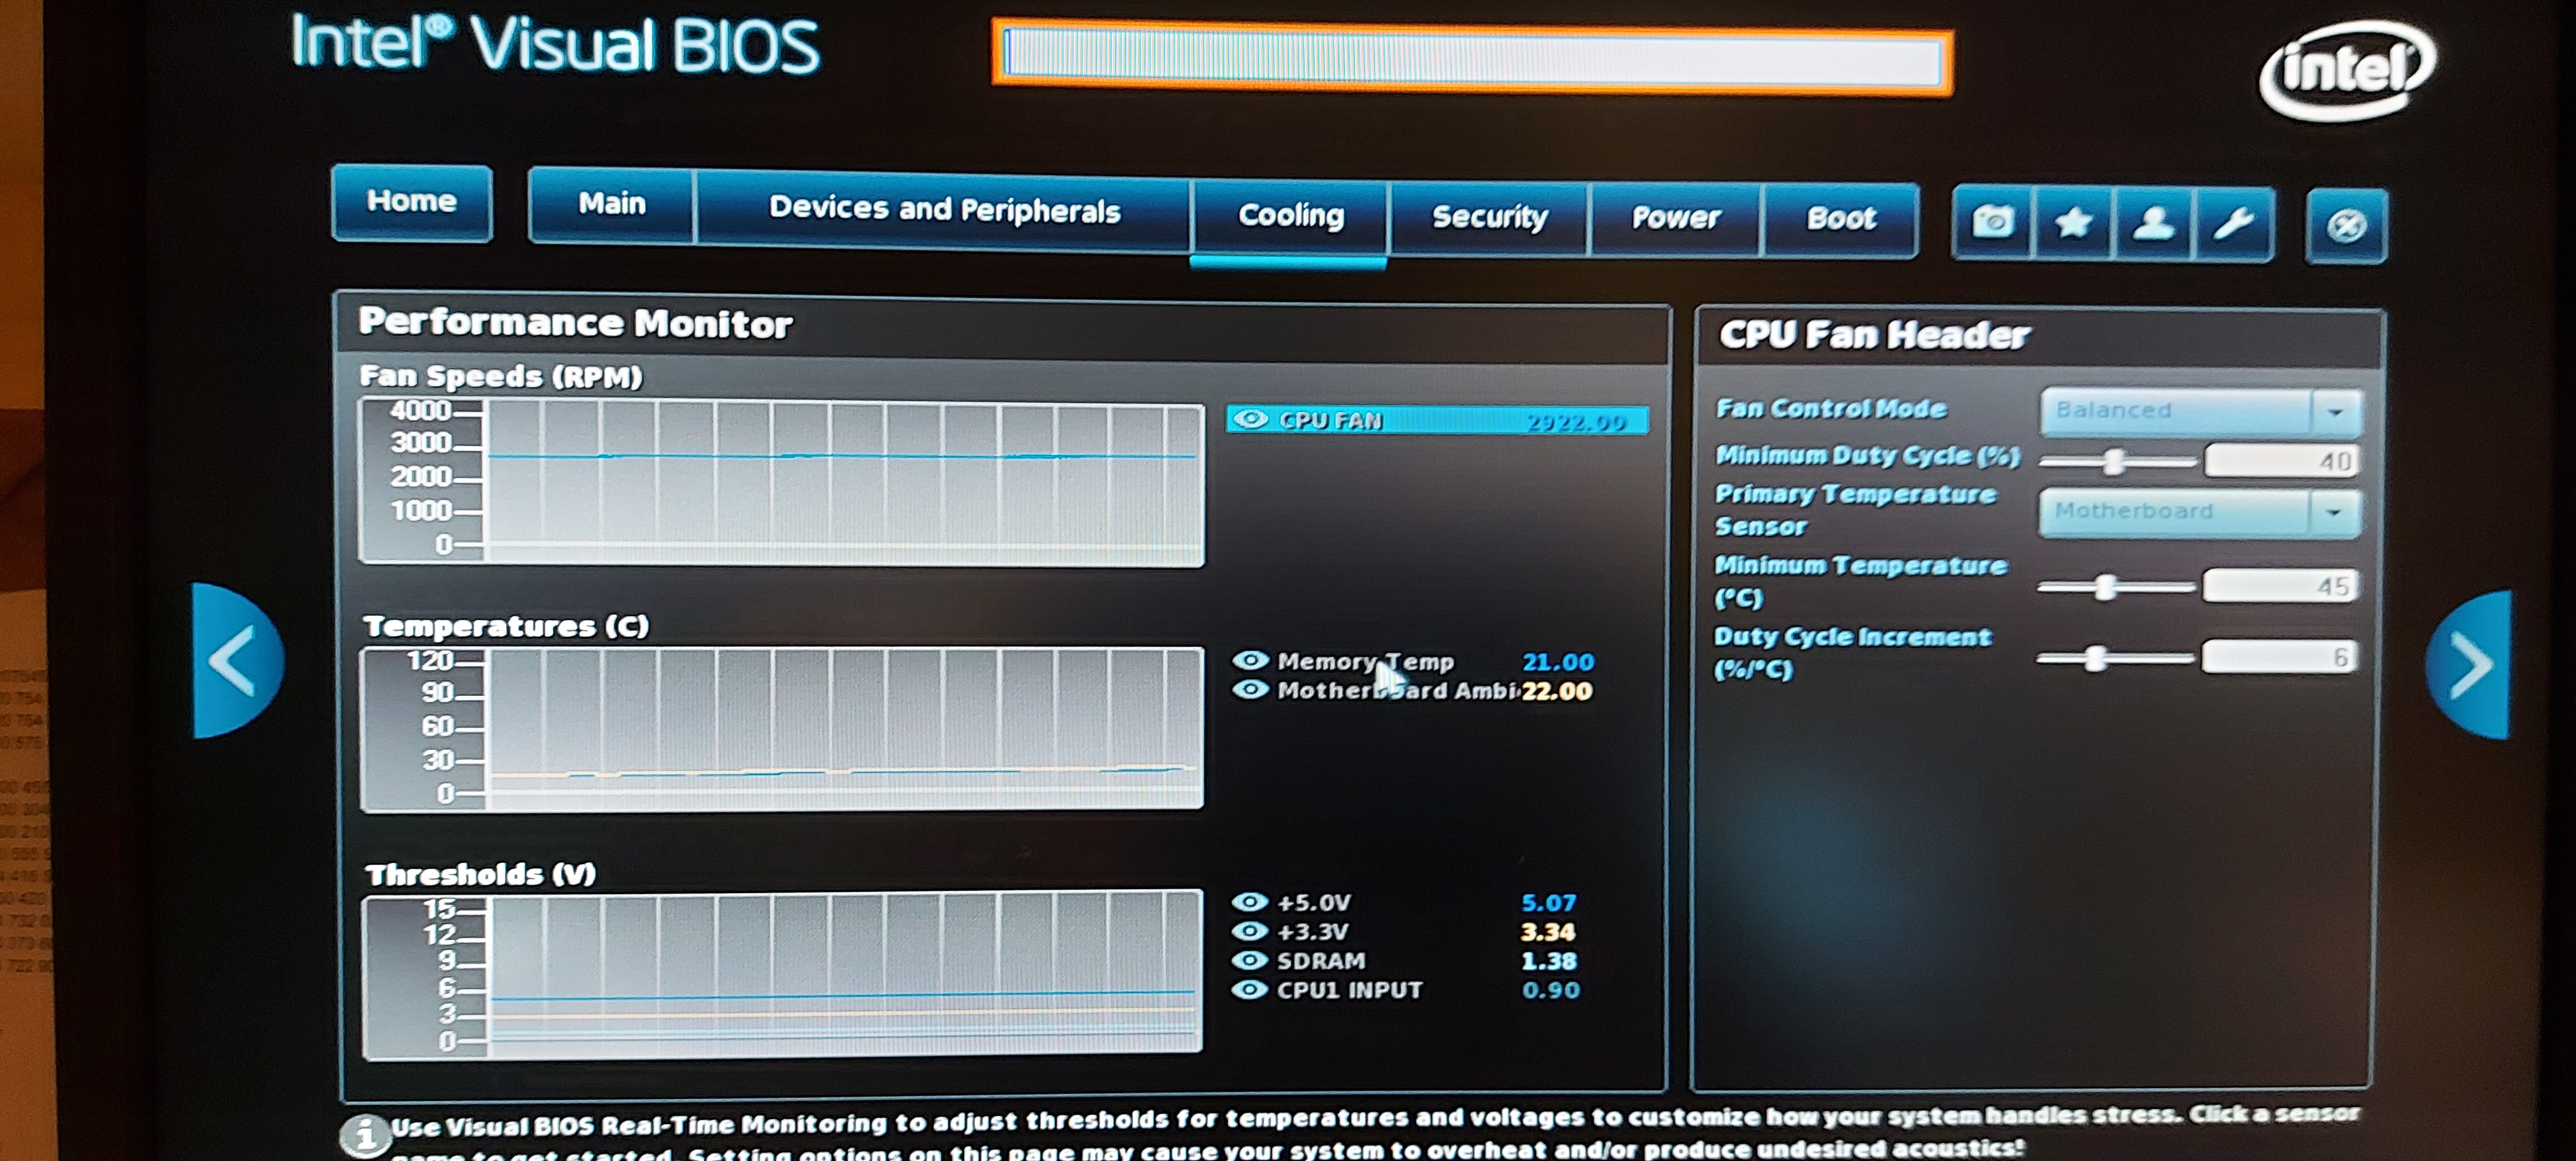 Intel® Visual BIOS
intel
Home
Main
Devices and Peripherals
Cooling
Security
Power
Boot
Performance Monitor
Fan Speeds (RPM)
4000
3000
2000
1000
0
CPU FAN 2922.00
Temperatures (C)
120
90
60
30
0
Memory Temp 21.00
Motherboard Ambi 22.00
Thresholds (V)
15
12
9
6
3
0
+5.0V 5.07
+3.3V 3.34
SDRAM 1.38
CPU1 INPUT 0.90
CPU Fan Header
Fan Control Mode Balanced
Minimum Duty Cycle (%) 40
Primary Temperature
Sensor
Motherboard
Minimum Temperature
(°C)
45
Duty Cycle Increment
(%/°C)
6
Use Visual BIOS Real-Time Monitoring to adjust thresholds for temperatures and voltages to customize how your system handles stress. Click a sensor
name to get started. Setting options on this page may cause your system to overheat and/or produce undesired acoustics!